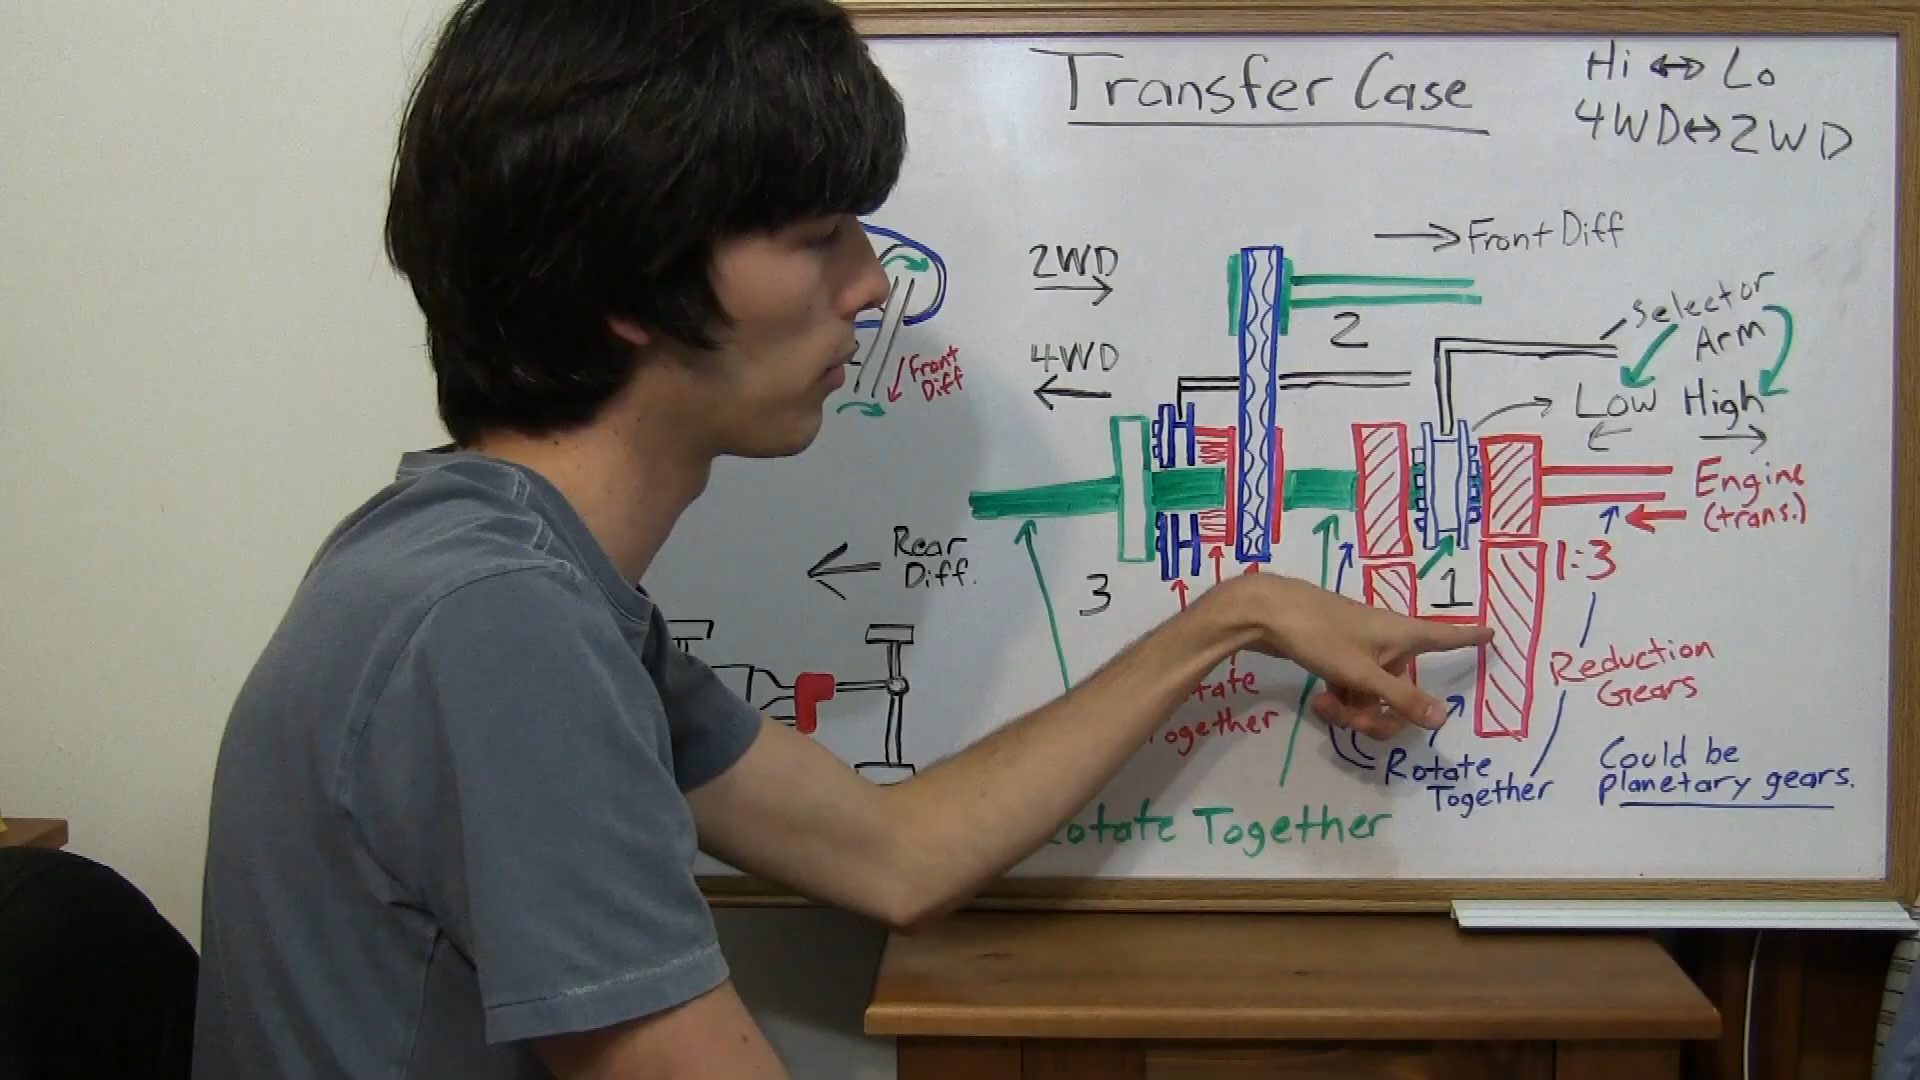 Transfer Case
Hi ↔ Lo
4WD↔2WD
→Front Diff
2WD
→
4WD
←
2
Selector
Arm
Low High
← →
Front
Diff
Engine
(trans.)
Rear
Diff.
3
1
1:3
Reduction
Gears
Together
Rotate
Together
Could be
planetary gears.
Together